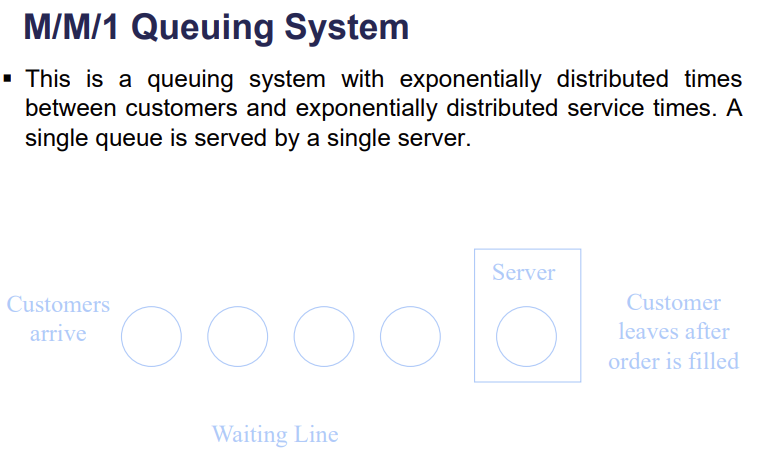 M/M/1 Queuing System
▪ This is a queuing system with exponentially distributed times
between customers and exponentially distributed service times. A
single queue is served by a single server.
Server
Customers
arrive
Customer
leaves after
order is filled
Waiting Line